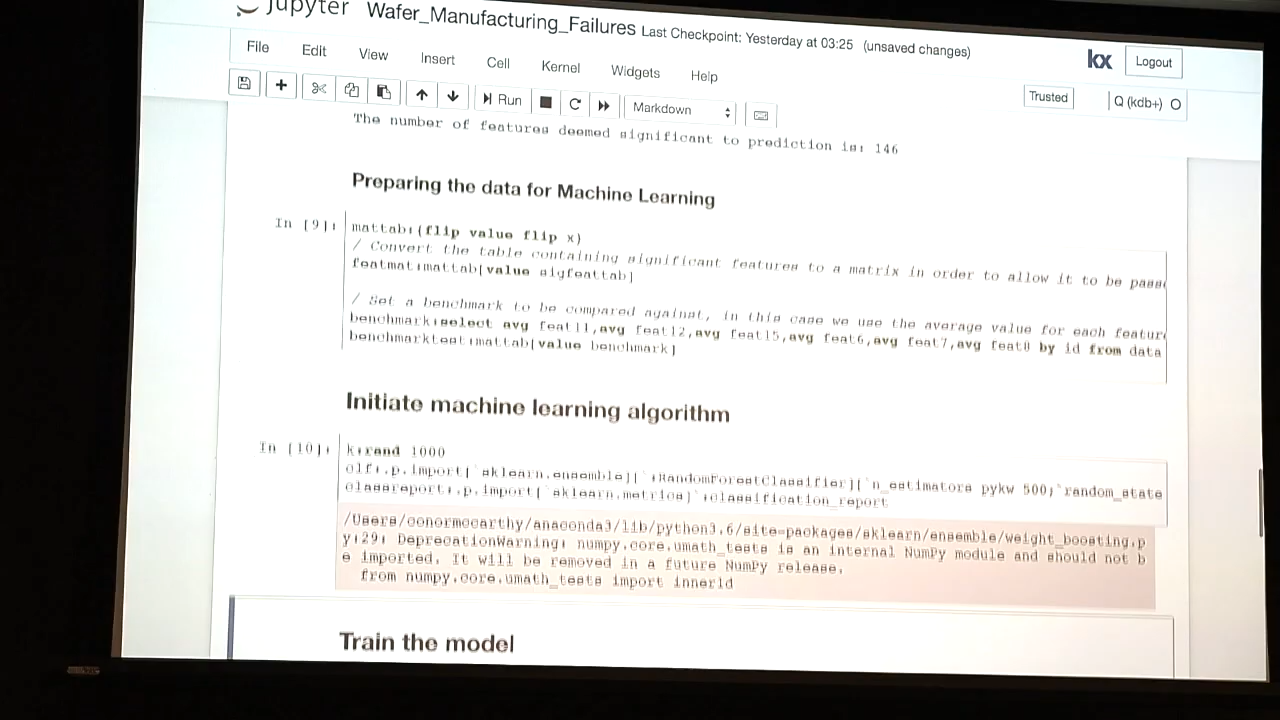 Jupyter Wafer_Manufacturing_Failures Last Checkpoint: Yesterday at 03:25 (unsaved changes)
kx Logout
File Edit View Insert Cell Kernel Widgets Help
Run Markdown Trusted Q (kdb+)
The number of features deemed significant to prediction is: 146
Preparing the data for Machine Learning
In [9]: mattab:{flip value flip x}
/ Convert the table containing significant features to a matrix in order to allow it to be passe
featmat:mattab[value sigfeattab]
/ Set a benchmark to be compared against, in this case we use the average value for each feature
benchmark:select avg feat11,avg feat12,avg feat15,avg feat6,avg feat7,avg feat8 by id from data
benchmarktest:mattab[value benchmark]
Initiate machine learning algorithm
In [10]: k:rand 1000
clf:.p.import[`sklearn.ensemble][`:RandomForestClassifier][`n_estimators pykw 500;`random_state
classreport:.p.import[`sklearn.metrics]`:classification_report
/Users/conormccarthy/anaconda3/lib/python3.6/site-packages/sklearn/ensemble/weight_boosting.p
y:29: DeprecationWarning: numpy.core.umath_tests is an internal NumPy module and should not b
e imported. It will be removed in a future NumPy release.
from numpy.core.umath_tests import inner1d
Train the model